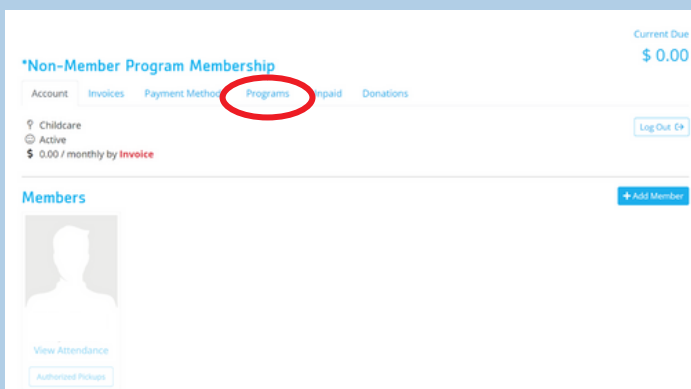 Current Due
$ 0.00
*Non-Member Program Membership
Account Invoices Payment Method Programs npaid Donations
Childcare
Active
$ 0.00 / monthly by Invoice
Log Out
Members
+ Add Member
View Attendance
Authorized Pickups